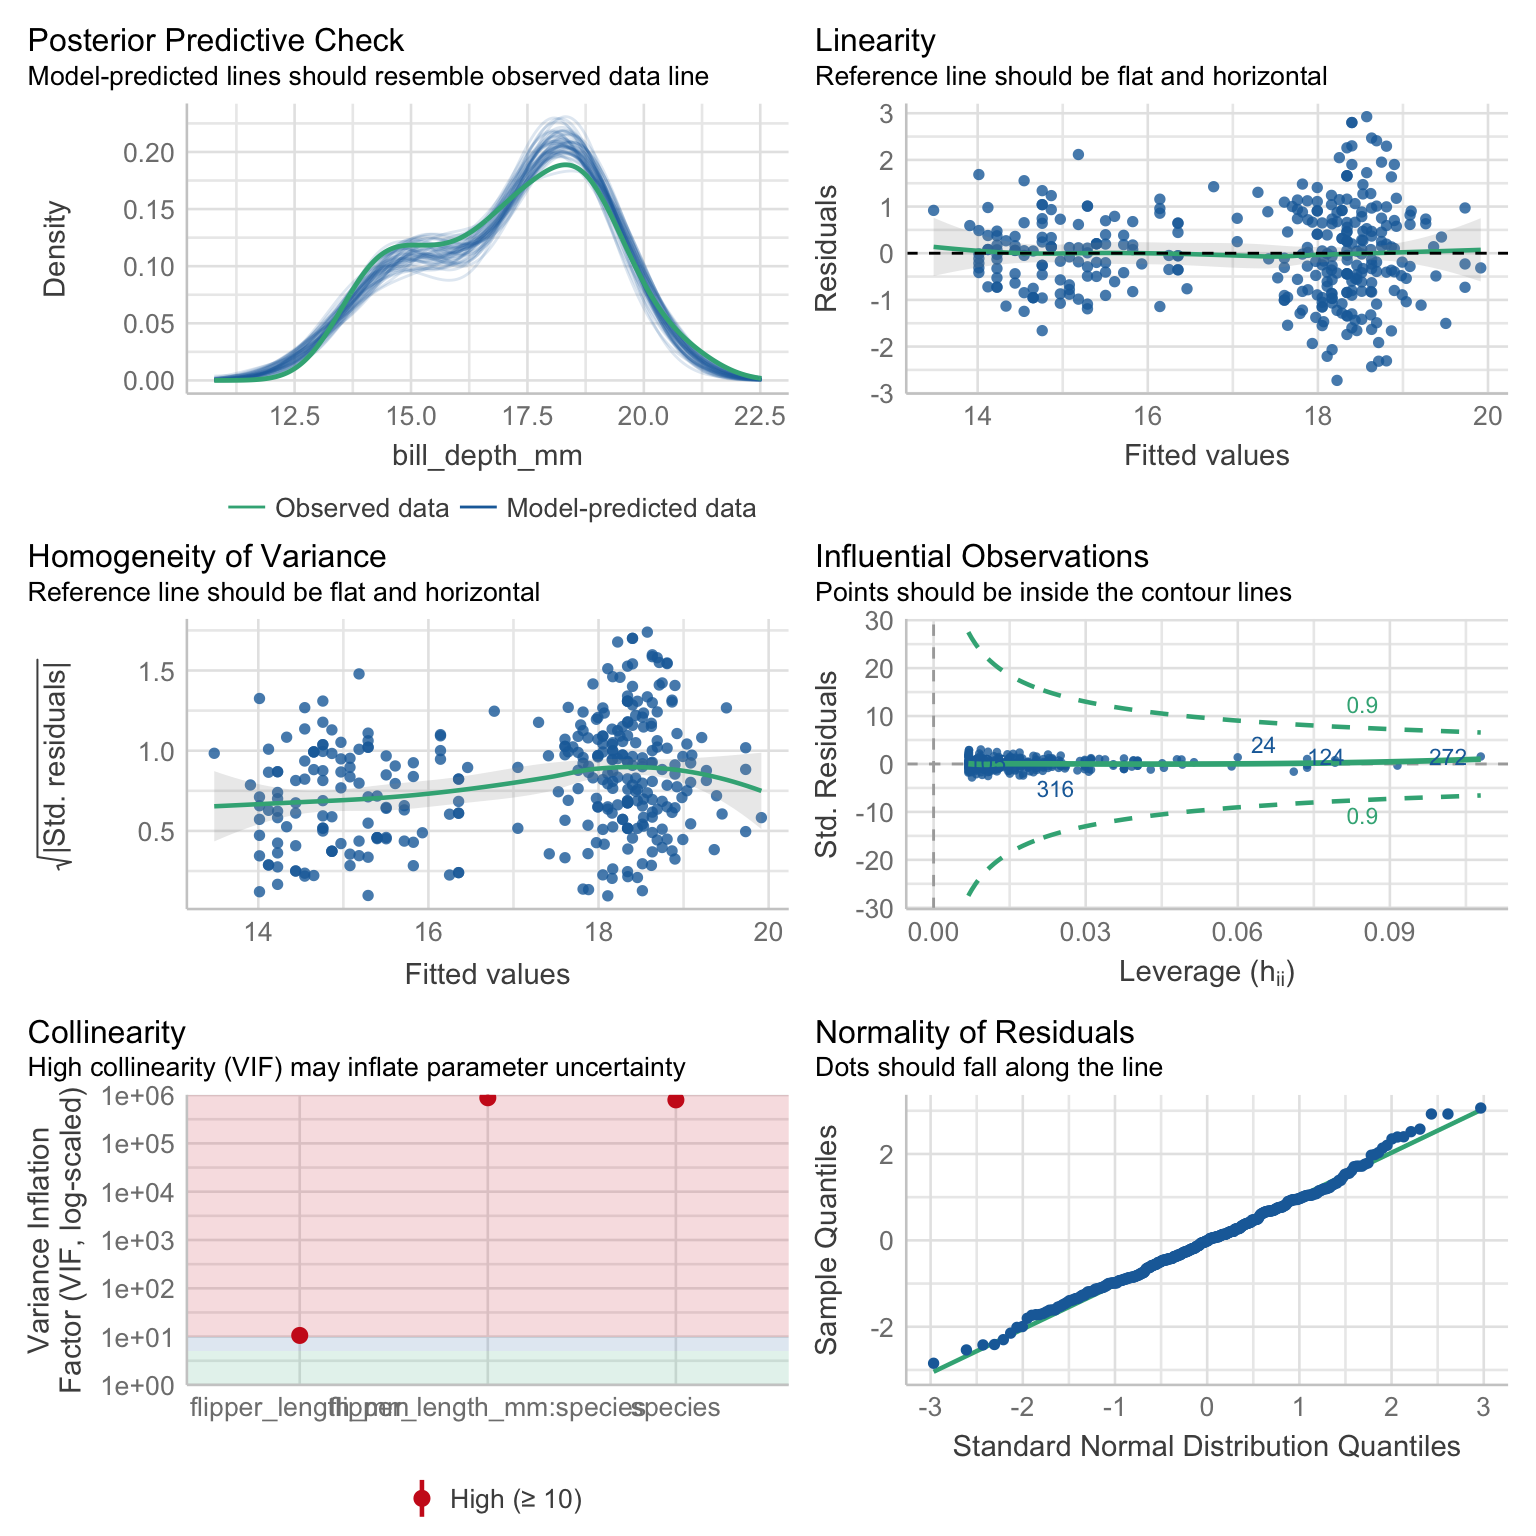 Posterior Predictive Check
Model-predicted lines should resemble observed data line
Density
0.20
0.15
0.10
0.05
0.00
12.5 15.0 17.5 20.0 22.5
bill_depth_mm
Observed data Model-predicted data
Linearity
Reference line should be flat and horizontal
Residuals
3
2
1
0
-1
-2
-3
14 16 18 20
Fitted values
Homogeneity of Variance
Reference line should be flat and horizontal
√|Std. residuals|
1.5
1.0
0.5
14 16 18 20
Fitted values
Influential Observations
Points should be inside the contour lines
Std. Residuals
30
20
10
0
-10
-20
-30
0.9
24
124
272
316
0.9
0.00 0.03 0.06 0.09
Leverage (hii)
Collinearity
High collinearity (VIF) may inflate parameter uncertainty
Variance Inflation
Factor (VIF, log-scaled)
1e+06
1e+05
1e+04
1e+03
1e+02
1e+01
1e+00
flipper_length_mm flipper_length_mm:species species
High (≥ 10)
Normality of Residuals
Dots should fall along the line
Sample Quantiles
2
0
-2
-3 -2 -1 0 1 2 3
Standard Normal Distribution Quantiles